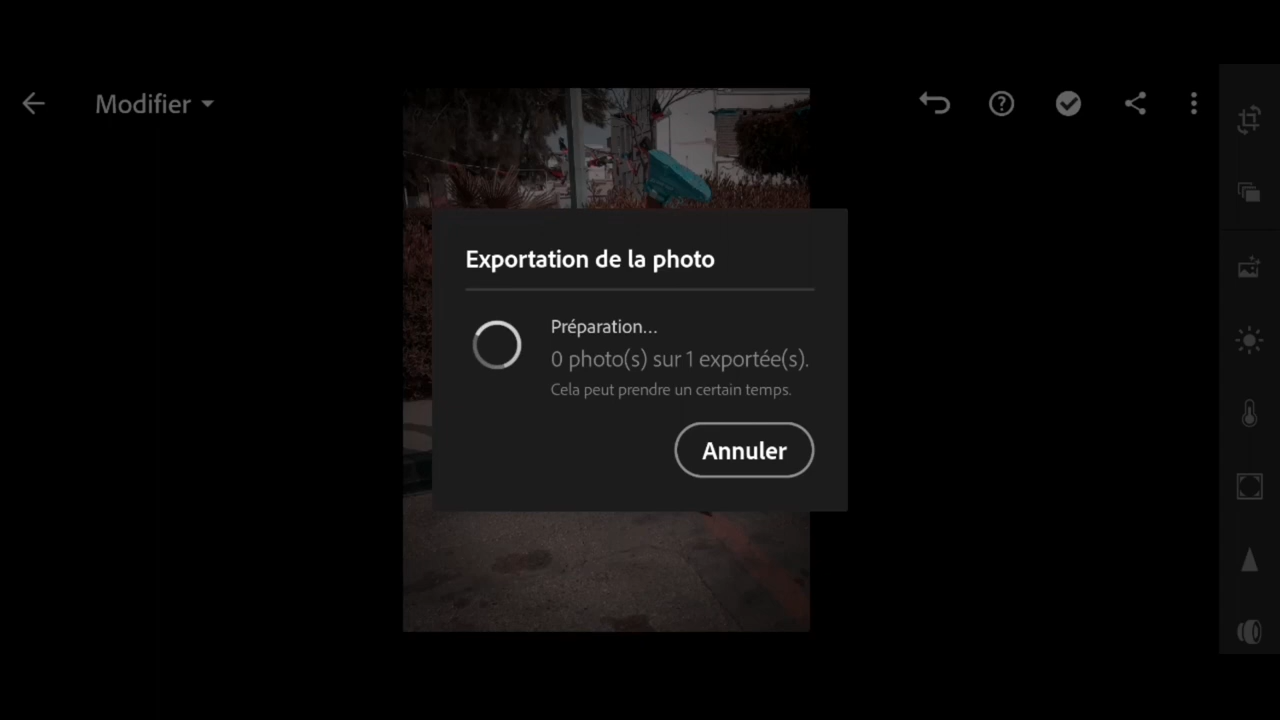 Modifier
Exportation de la photo
Préparation...
0 photo(s) sur 1 exportée(s).
Cela peut prendre un certain temps.
Annuler